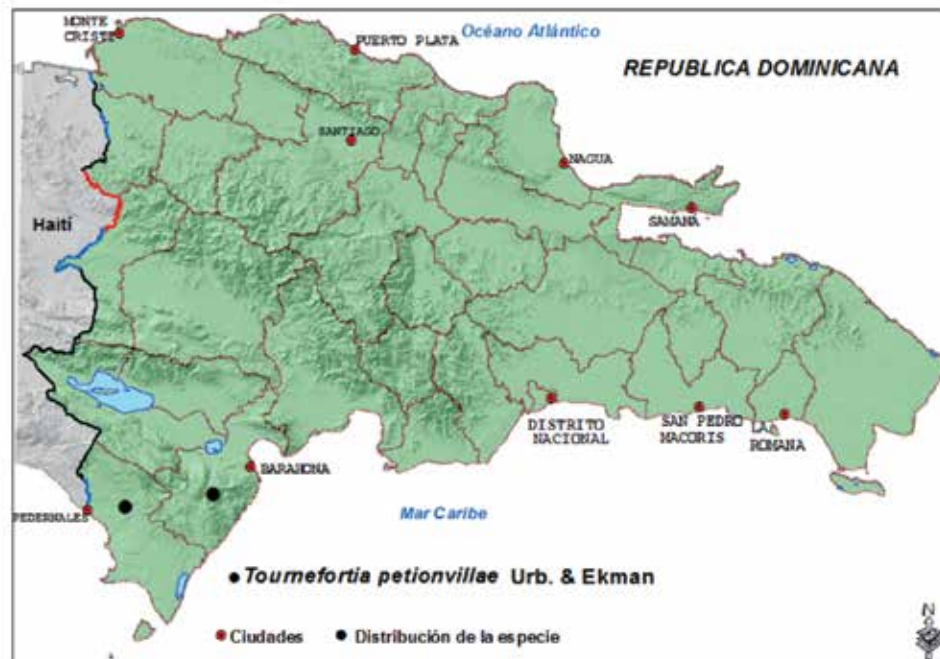 MONTE
CRISTE
Océano Atlántico
PUERTO PLATA
REPUBLICA DOMINICANA
SANTIAGO
NAGUA
Haití
SAMANA
DISTRITO
NACIONAL
SAN PEDRO
MACORIS
LA
ROMANA
BARAHONA
PEDERNALES
Mar Caribe
● Tournefortia petionvillae Urb. & Ekman
Ciudades
Distribución de la especie
N